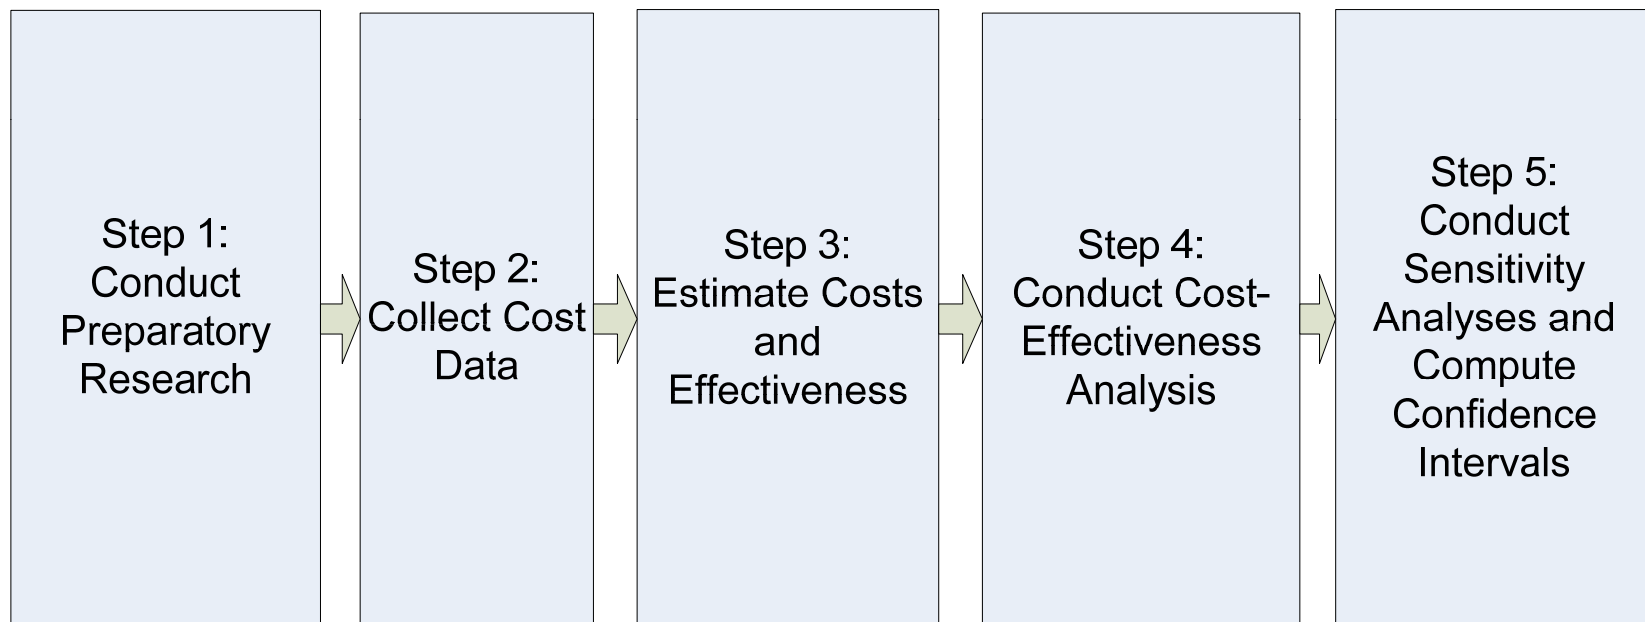 Step 1:
Conduct
Preparatory
Research
Step 2:
Collect Cost
Data
Step 3:
Estimate Costs
and
Effectiveness
Step 4:
Conduct Cost-
Effectiveness
Analysis
Step 5:
Conduct
Sensitivity
Analyses and
Compute
Confidence
Intervals